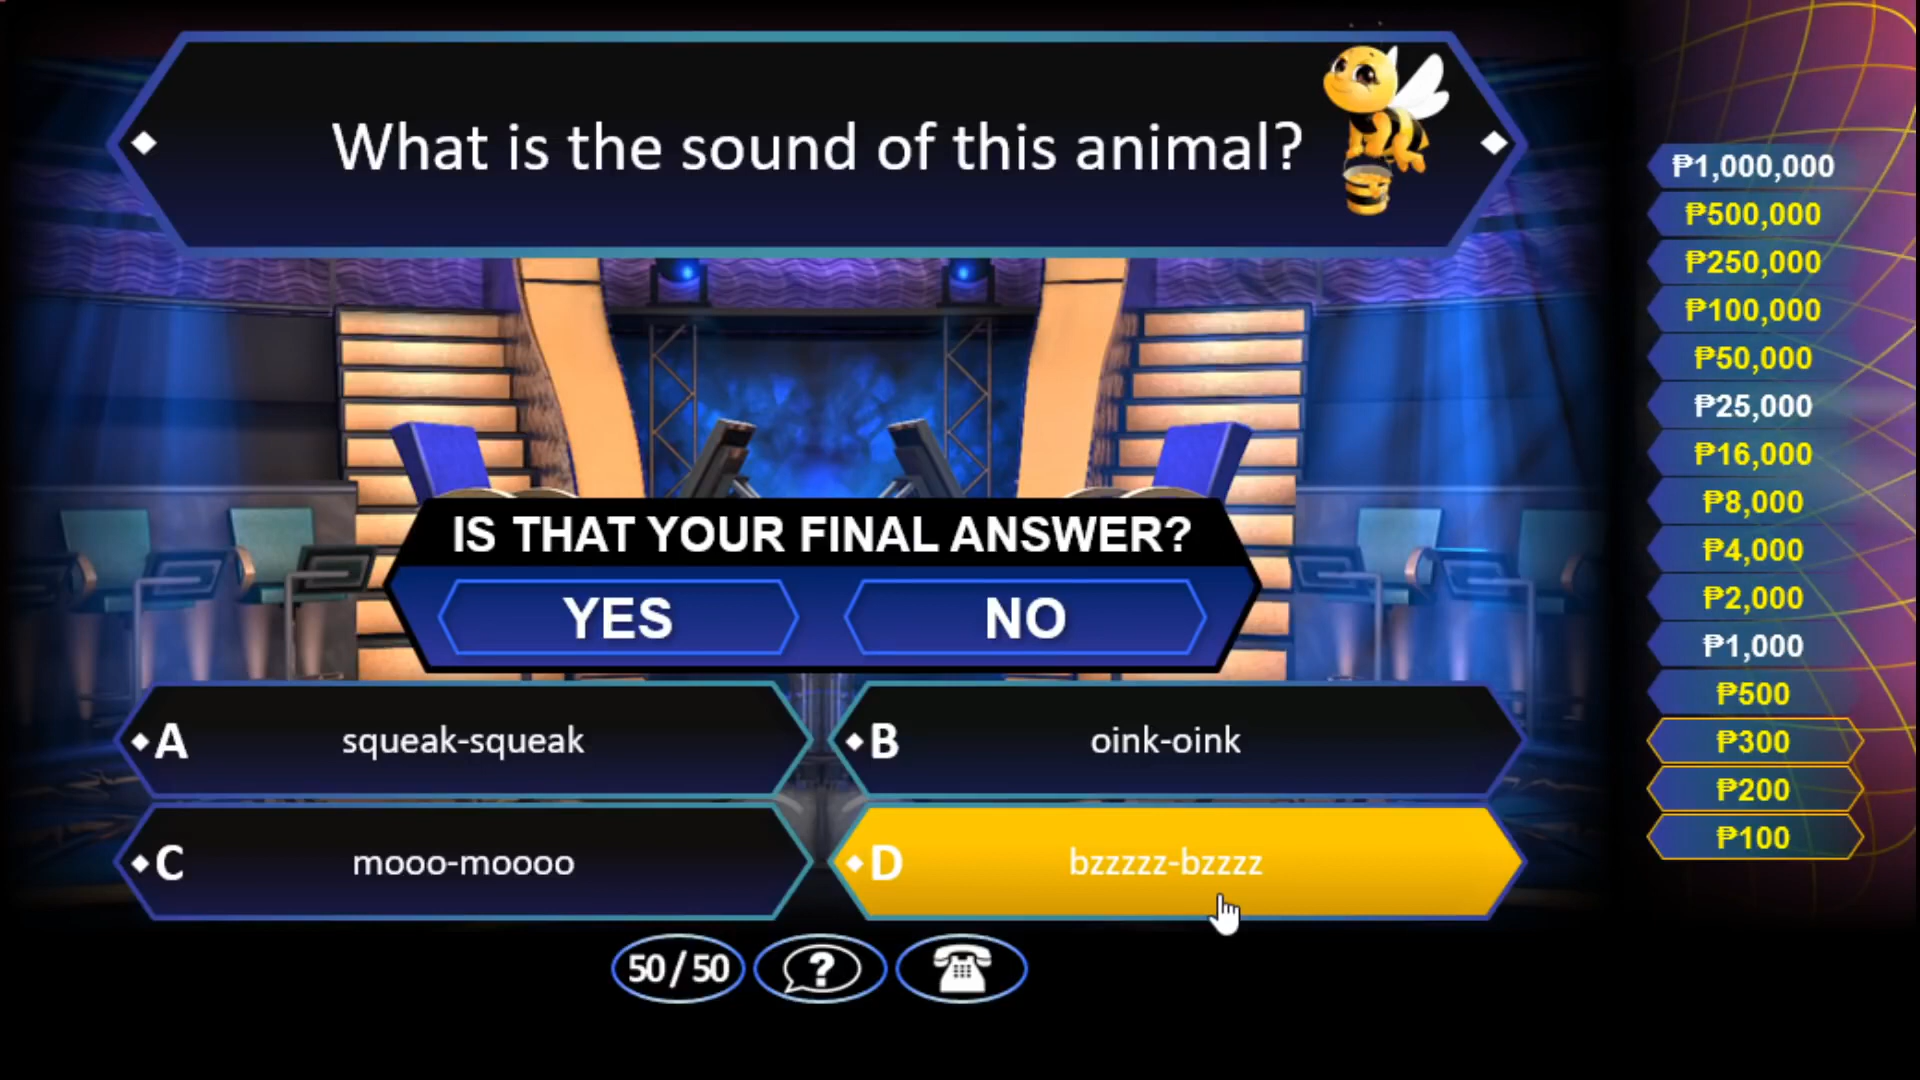 What is the sound of this animal?
IS THAT YOUR FINAL ANSWER?
YES
NO
A squeak-squeak
B oink-oink
C mooo-moooo
D bzzzzz-bzzzz
50/50
?
₱1,000,000
₱500,000
₱250,000
₱100,000
₱50,000
₱25,000
₱16,000
₱8,000
₱4,000
₱2,000
₱1,000
₱500
₱300
₱200
₱100